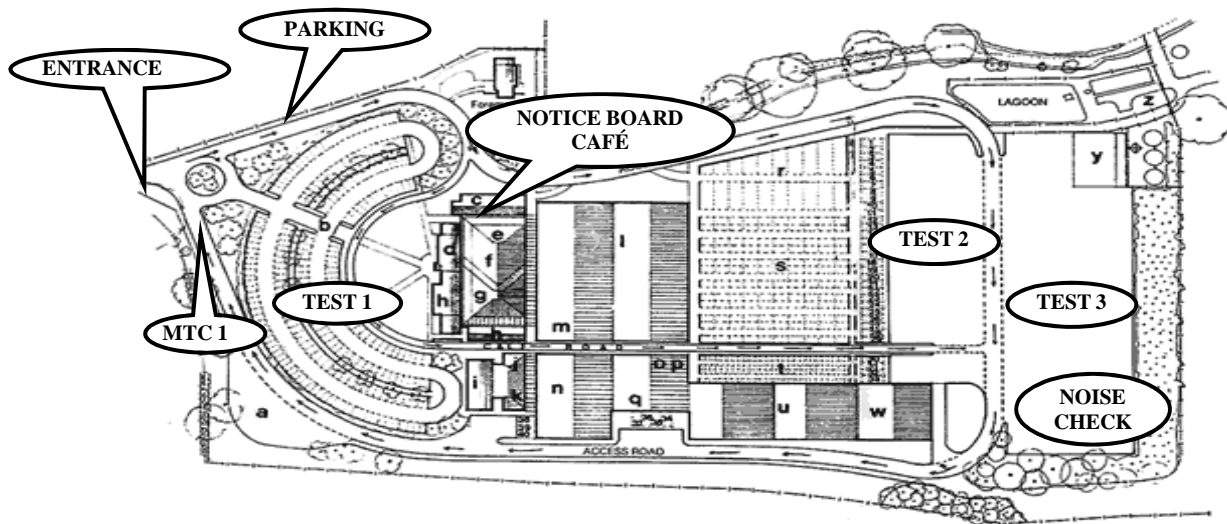 PARKING
ENTRANCE
NOTICE BOARD
CAFÉ
LAGOON
z
y
c
r
e
b
d
f
l
TEST 2
s
g
h
TEST 1
TEST 3
MTC 1
m
h
CALF ROAD
j
o p
t
i
n
k
q
a
u
w
NOISE
CHECK
ACCESS ROAD